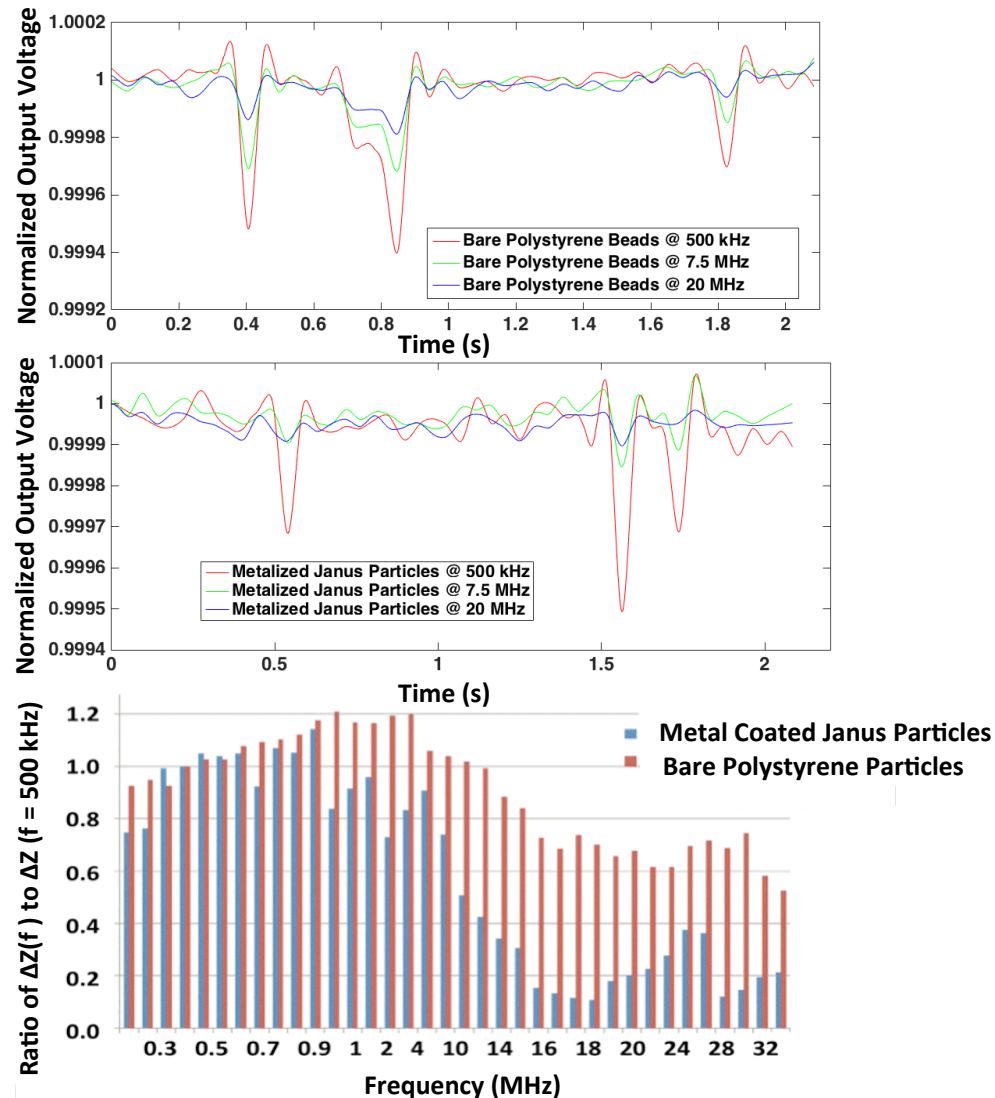 Normalized Output Voltage
1.0002
1
0.9998
0.9996
0.9994
0.9992
Bare Polystyrene Beads @ 500 kHz
Bare Polystyrene Beads @ 7.5 MHz
Bare Polystyrene Beads @ 20 MHz
0 0.2 0.4 0.6 0.8 1 1.2 1.4 1.6 1.8 2
Time (s)
Normalized Output Voltage
1.0001
1
0.9999
0.9998
0.9997
0.9996
0.9995
0.9994
Metalized Janus Particles @ 500 kHz
Metalized Janus Particles @ 7.5 MHz
Metalized Janus Particles @ 20 MHz
0 0.5 1 1.5 2
Time (s)
Ratio of ΔZ(f ) to ΔZ (f = 500 kHz)
1.2
1.0
0.8
0.6
0.4
0.2
0.0
Metal Coated Janus Particles
Bare Polystyrene Particles
0.3 0.5 0.7 0.9 1 2 4 10 14 16 18 20 24 28 32
Frequency (MHz)